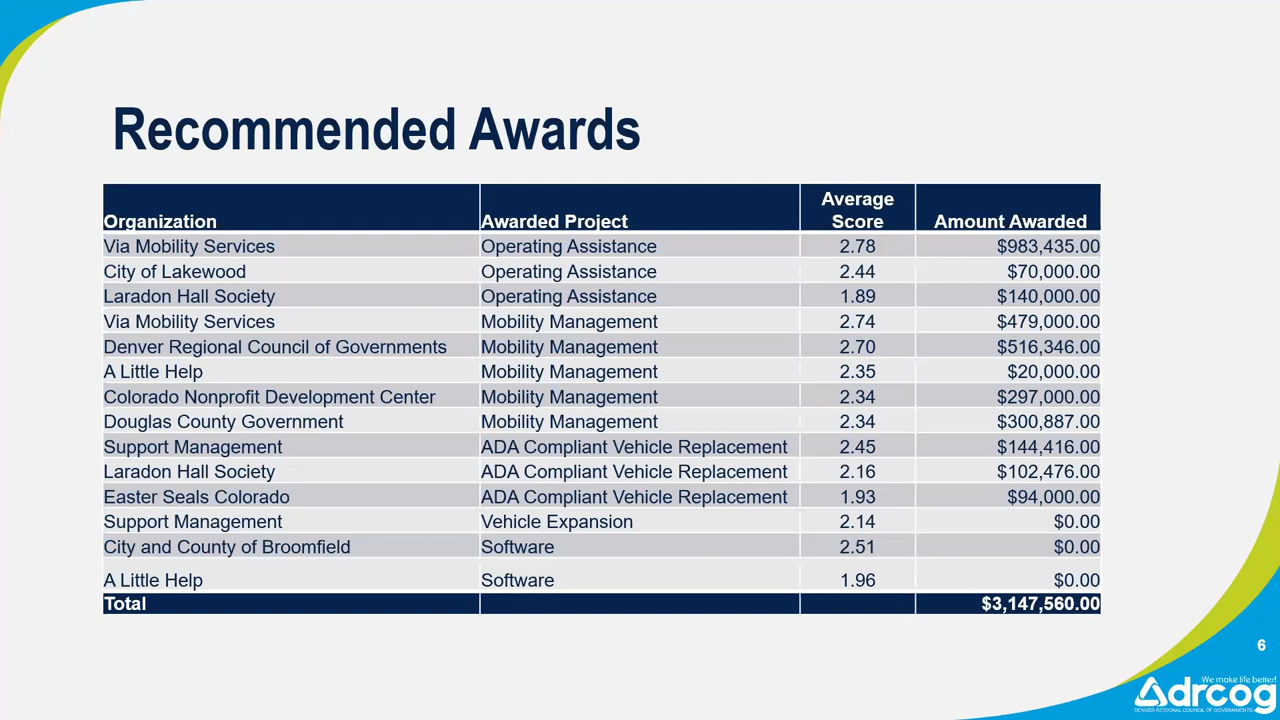 Recommended Awards
Average
Organization Awarded Project Score Amount Awarded
Via Mobility Services Operating Assistance 2.78 $983,435.00
City of Lakewood Operating Assistance 2.44 $70,000.00
Laradon Hall Society Operating Assistance 1.89 $140,000.00
Via Mobility Services Mobility Management 2.74 $479,000.00
Denver Regional Council of Governments Mobility Management 2.70 $516,346.00
A Little Help Mobility Management 2.35 $20,000.00
Colorado Nonprofit Development Center Mobility Management 2.34 $297,000.00
Douglas County Government Mobility Management 2.34 $300,887.00
Support Management ADA Compliant Vehicle Replacement 2.45 $144,416.00
Laradon Hall Society ADA Compliant Vehicle Replacement 2.16 $102,476.00
Easter Seals Colorado ADA Compliant Vehicle Replacement 1.93 $94,000.00
Support Management Vehicle Expansion 2.14 $0.00
City and County of Broomfield Software 2.51 $0.00
A Little Help Software 1.96 $0.00
Total $3,147,560.00
6
We make life better!
drcog
DENVER REGIONAL COUNCIL OF GOVERNMENTS